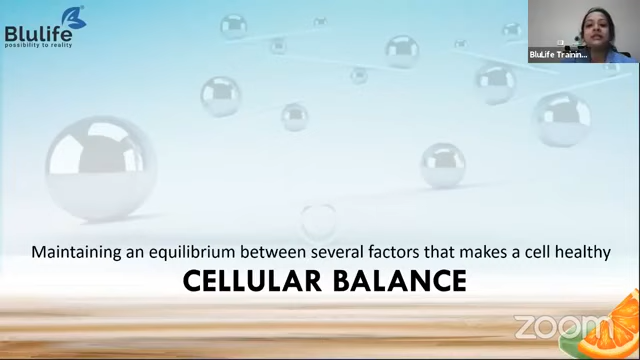 Blulife
possibility to reality
BluLife Trainin...
Maintaining an equilibrium between several factors that makes a cell healthy
CELLULAR BALANCE
zoom